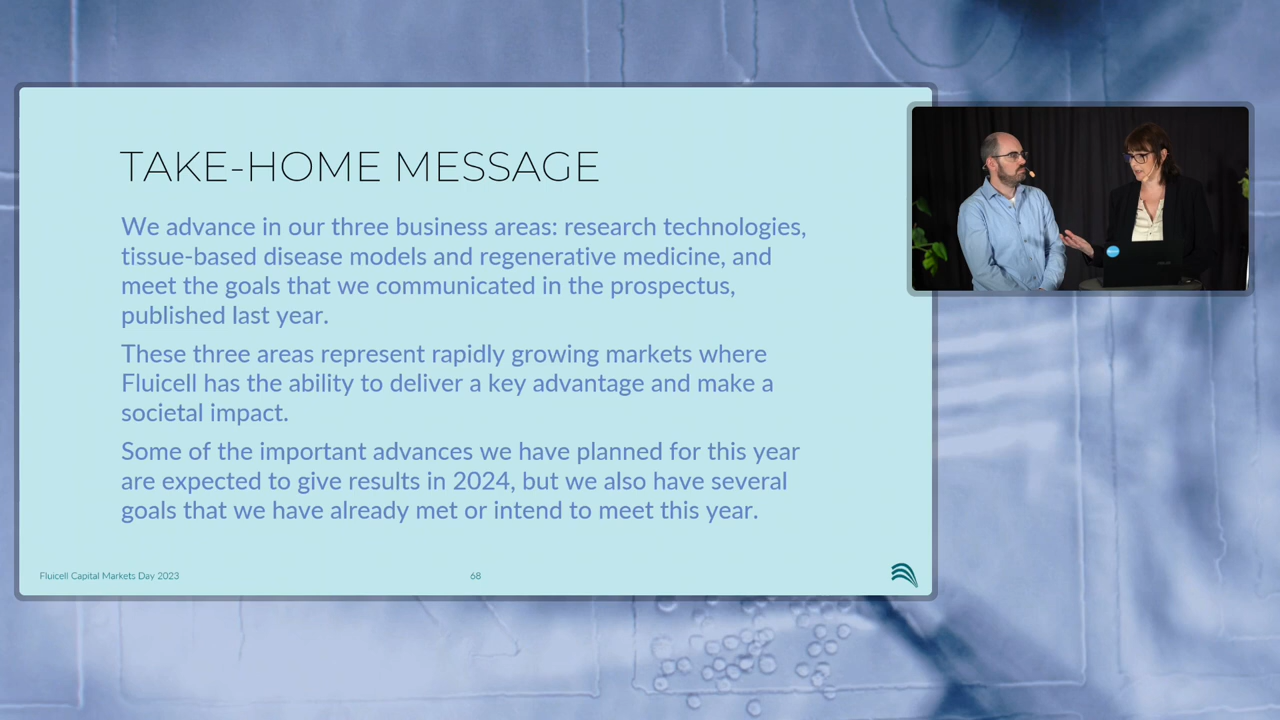 TAKE-HOME MESSAGE
We advance in our three business areas: research technologies,
tissue-based disease models and regenerative medicine, and
meet the goals that we communicated in the prospectus,
published last year.
These three areas represent rapidly growing markets where
Fluicell has the ability to deliver a key advantage and make a
societal impact.
Some of the important advances we have planned for this year
are expected to give results in 2024, but we also have several
goals that we have already met or intend to meet this year.
Fluicell Capital Markets Day 2023
68